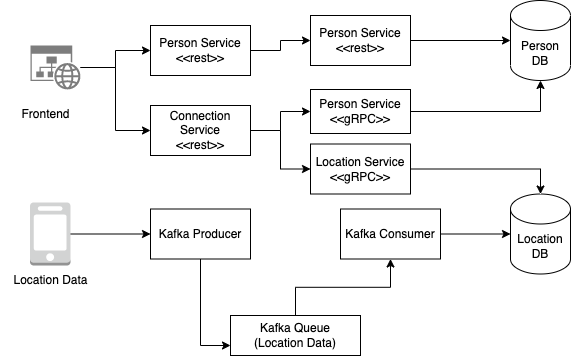 Person Service
<<rest>>
Person Service
<<rest>>
Person
DB
Frontend
Connection
Service
<<rest>>
Person Service
<<gRPC>>
Location Service
<<gRPC>>
Location Data
Kafka Producer
Kafka Consumer
Location
DB
Kafka Queue
(Location Data)